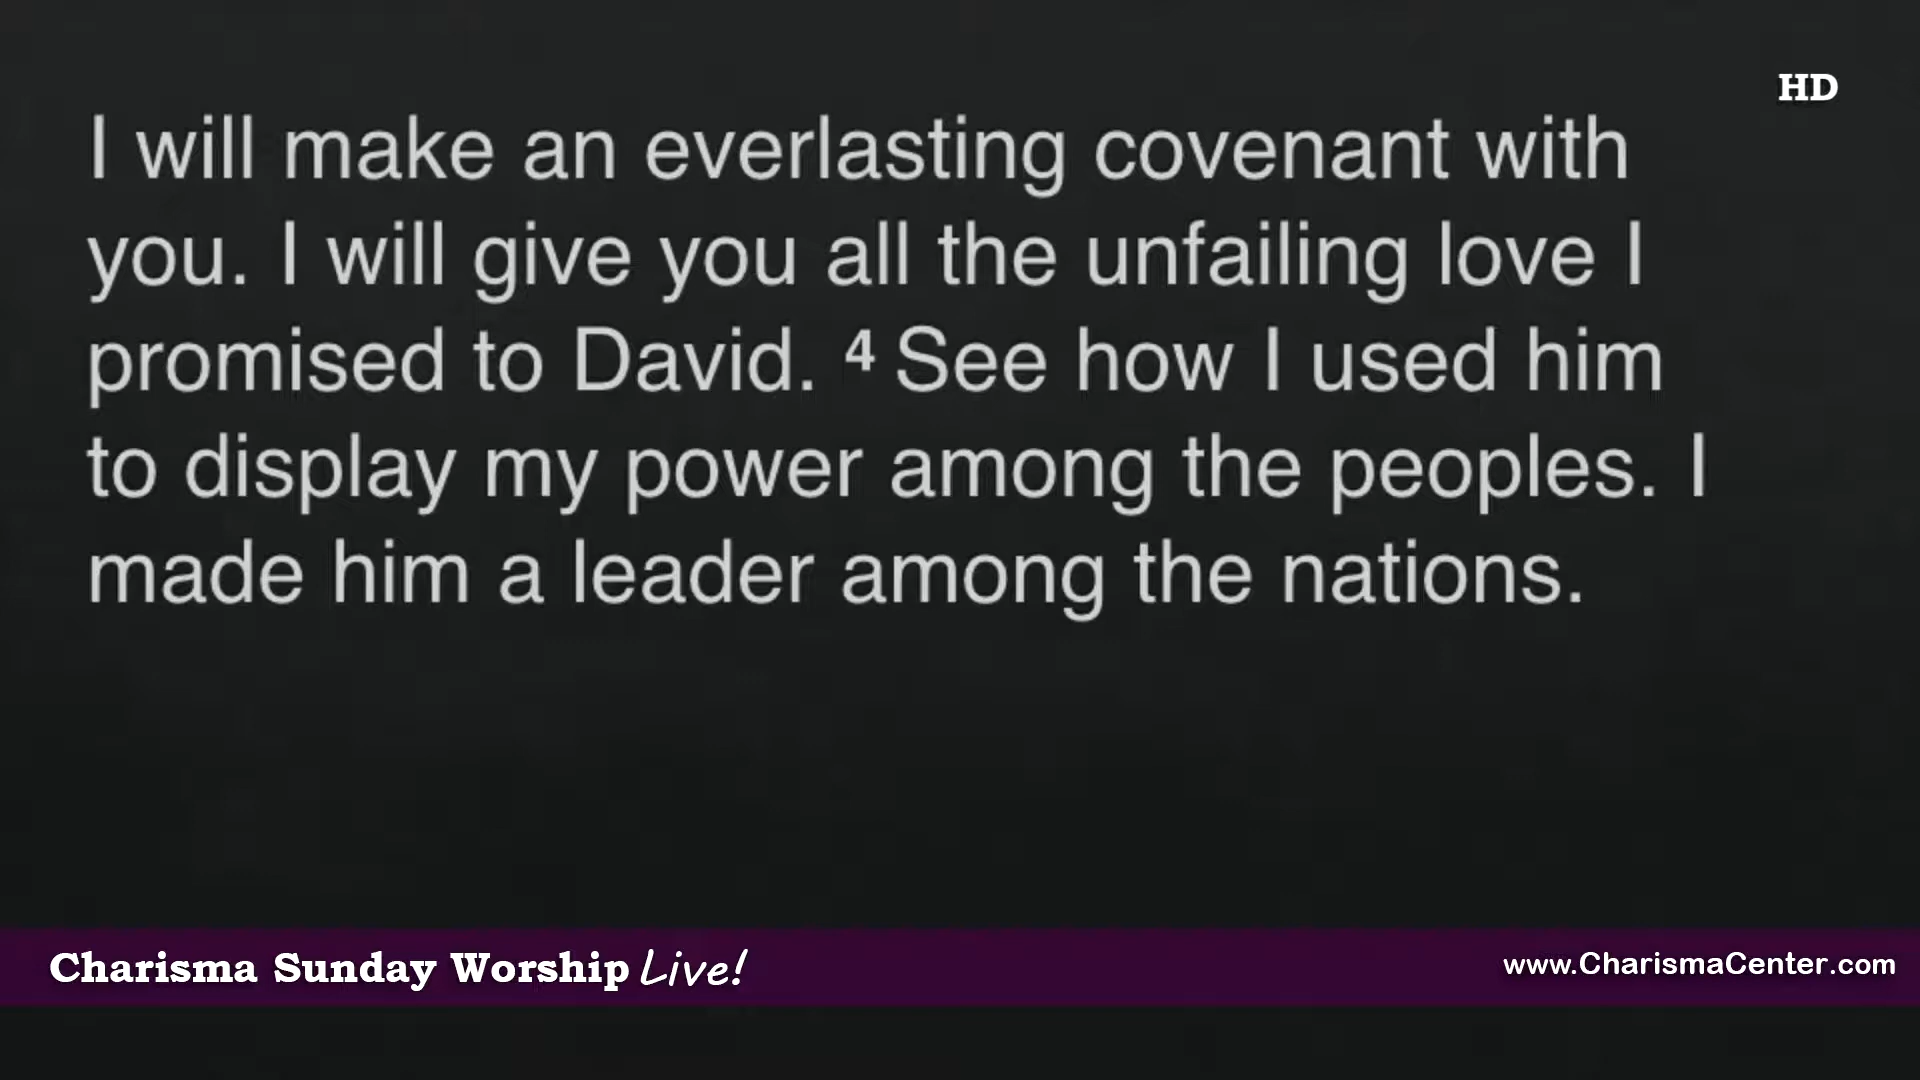 HD
I will make an everlasting covenant with
you. I will give you all the unfailing love I
promised to David. ⁴ See how I used him
to display my power among the peoples. I
made him a leader among the nations.
Charisma Sunday Worship Live!
www.CharismaCenter.com